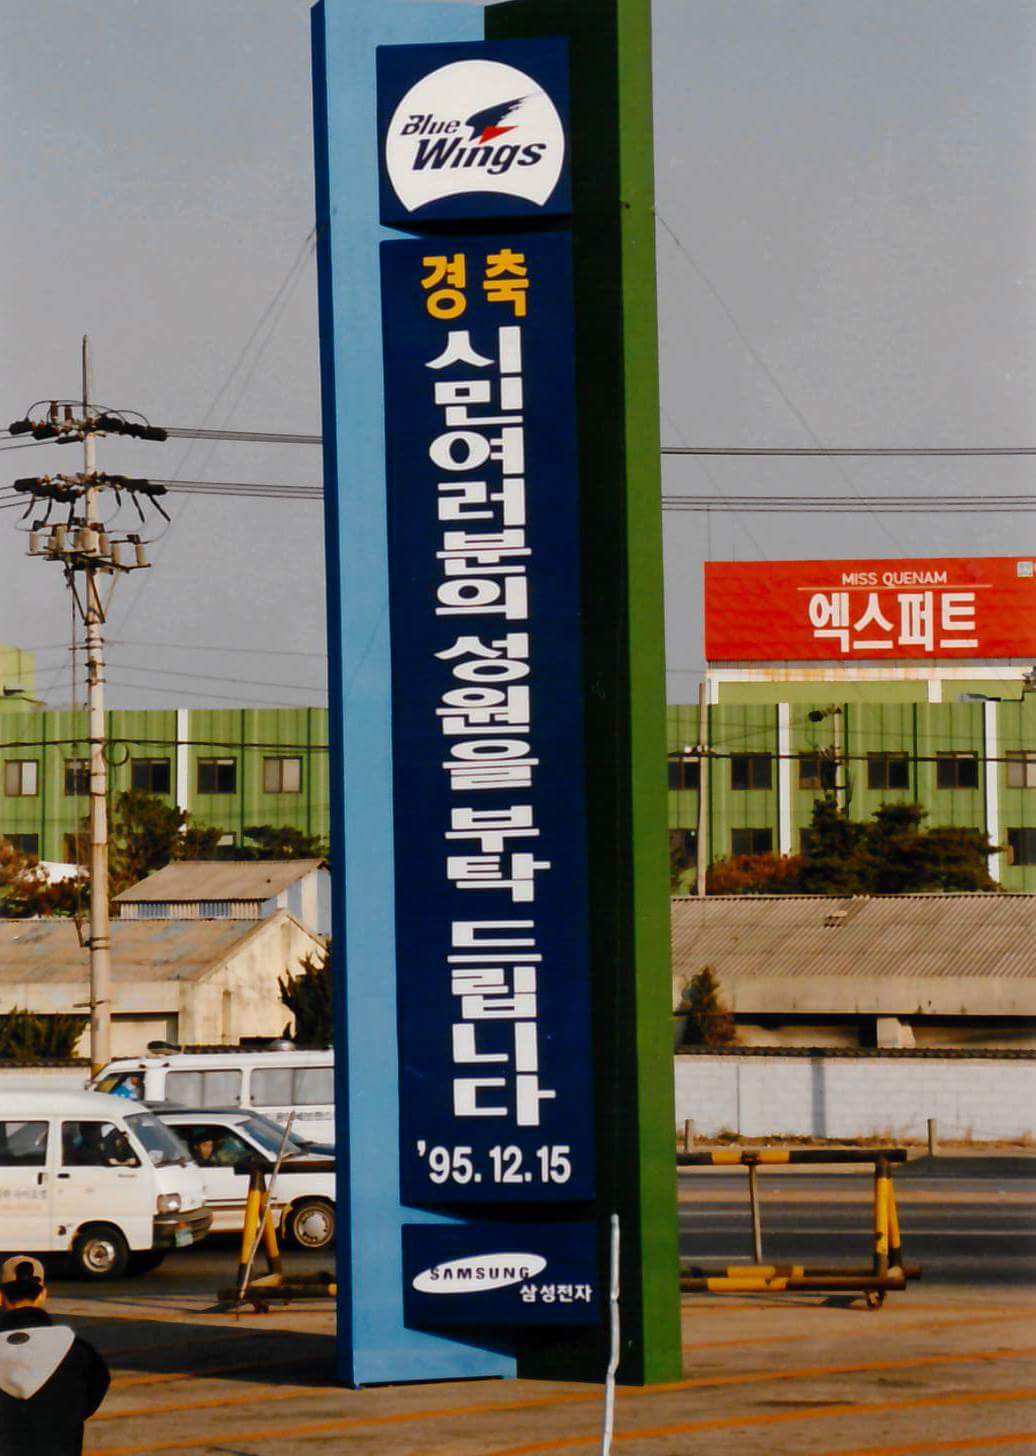 Blue
Wings
경축
시민여러분의 성원을 부탁 드립니다
'95.12.15
SAMSUNG
삼성전자
MISS QUENAM
엑스퍼트